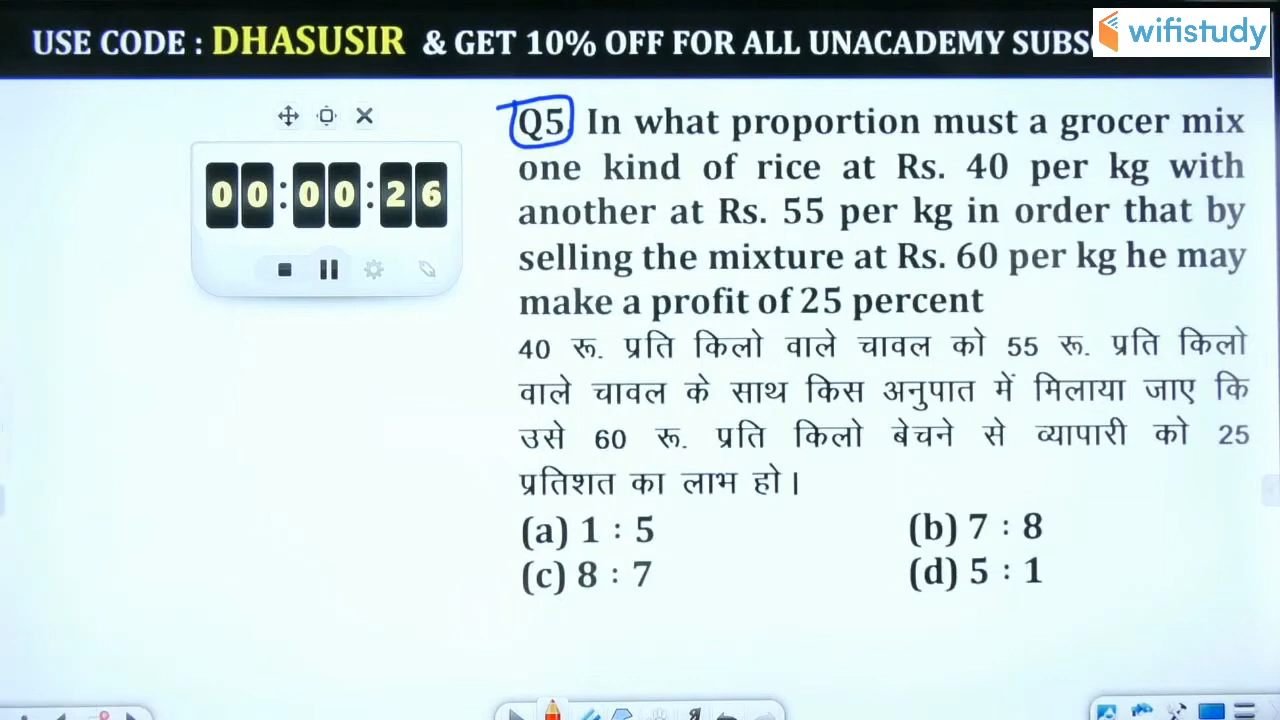 USE CODE : DHASUSIR & GET 10% OFF FOR ALL UNACADEMY SUBS
wifistudy
00:00:26
Q5. In what proportion must a grocer mix
one kind of rice at Rs. 40 per kg with
another at Rs. 55 per kg in order that by
selling the mixture at Rs. 60 per kg he may
make a profit of 25 percent
40 रू. प्रति किलो वाले चावल को 55 रू. प्रति किलो
वाले चावल के साथ किस अनुपात में मिलाया जाए कि
उसे 60 रू. प्रति किलो बेचने से व्यापारी को 25
प्रतिशत का लाभ हो।
(a) 1 : 5 (b) 7 : 8
(c) 8 : 7 (d) 5 : 1